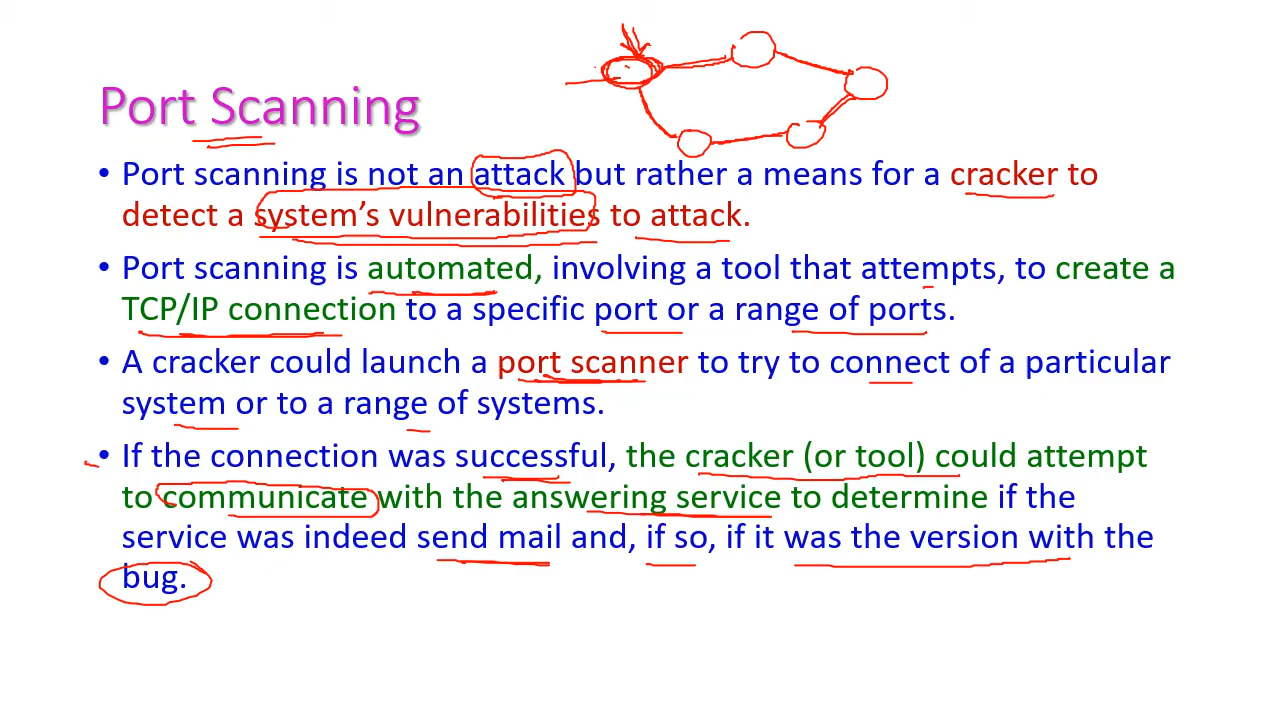 Port Scanning
• Port scanning is not an attack but rather a means for a cracker to
detect a system's vulnerabilities to attack.
• Port scanning is automated, involving a tool that attempts, to create a
TCP/IP connection to a specific port or a range of ports.
• A cracker could launch a port scanner to try to connect of a particular
system or to a range of systems.
• If the connection was successful, the cracker (or tool) could attempt
to communicate with the answering service to determine if the
service was indeed send mail and, if so, if it was the version with the
bug.